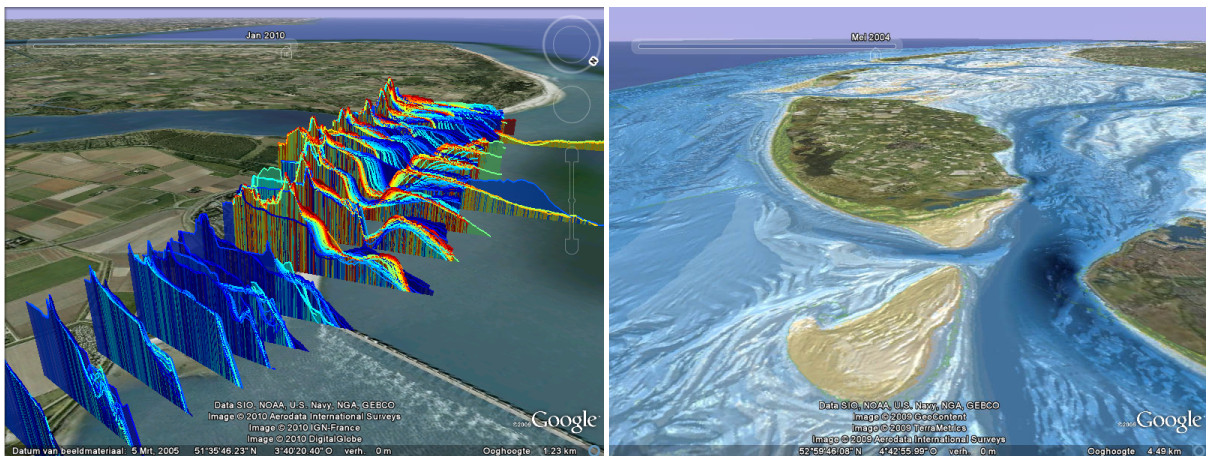 Jan 2010
Data SIO, NOAA, U.S. Navy, NGA, GEBCO
Image © 2010 Aerodata International Surveys
Image © 2010 IGN-France
Image © 2010 DigitalGlobe
©2009 Google
Datum van beeldmateriaal: 5 Mrt, 2005 51°35'46.23" N 3°40'20.40" O verh. 0 m Ooghoogte 1.23 km
Mei 2004
Data SIO, NOAA, U.S. Navy, NGA, GEBCO
Image © 2009 GeoContent
Image © 2009 TerraMetrics
Image © 2009 Aerodata International Surveys
©2009 Google
52°59'46.08" N 4°42'55.99" O verh. 0 m Ooghoogte 4.49 km